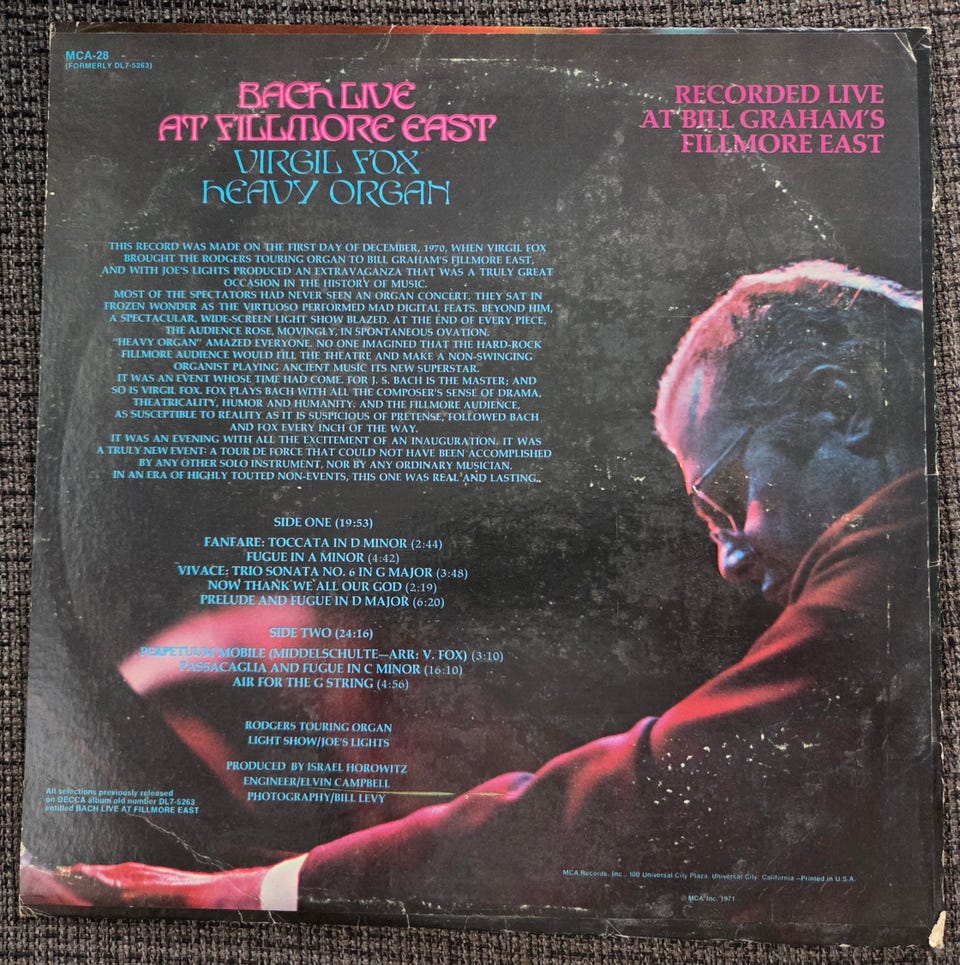 MCA-28
(FORMERLY DL7-5263)
BACH LIVE
AT FILLMORE EAST
VIRGIL FOX
HEAVY ORGAN
RECORDED LIVE
AT BILL GRAHAM'S
FILLMORE EAST
THIS RECORD WAS MADE ON THE FIRST DAY OF DECEMBER, 1970, WHEN VIRGIL FOX
BROUGHT THE RODGERS TOURING ORGAN TO BILL GRAHAM'S FILLMORE EAST,
AND WITH JOE'S LIGHTS PRODUCED AN EXTRAVAGANZA THAT WAS A TRULY GREAT
OCCASION IN THE HISTORY OF MUSIC.
MOST OF THE SPECTATORS HAD NEVER SEEN AN ORGAN CONCERT. THEY SAT IN
FROZEN WONDER AS THE VIRTUOSO PERFORMED MAD DIGITAL FEATS. BEYOND HIM,
A SPECTACULAR, WIDE-SCREEN LIGHT SHOW BLAZED. AT THE END OF EVERY PIECE,
THE AUDIENCE ROSE, MOVINGLY, IN SPONTANEOUS OVATION.
"HEAVY ORGAN" AMAZED EVERYONE. NO ONE IMAGINED THAT THE HARD-ROCK
FILLMORE AUDIENCE WOULD FILL THE THEATRE AND MAKE A NON-SWINGING
ORGANIST PLAYING ANCIENT MUSIC ITS NEW SUPERSTAR.
IT WAS AN EVENT WHOSE TIME HAD COME. FOR J. S. BACH IS THE MASTER; AND
SO IS VIRGIL FOX. FOX PLAYS BACH WITH ALL THE COMPOSER'S SENSE OF DRAMA,
THEATRICALITY, HUMOR AND HUMANITY. AND THE FILLMORE AUDIENCE,
AS SUSCEPTIBLE TO REALITY AS IT IS SUSPICIOUS OF PRETENSE, FOLLOWED BACH
AND FOX EVERY INCH OF THE WAY.
IT WAS AN EVENING WITH ALL THE EXCITEMENT OF AN INAUGURATION. IT WAS
A TRULY NEW EVENT: A TOUR DE FORCE THAT COULD NOT HAVE BEEN ACCOMPLISHED
BY ANY OTHER SOLO INSTRUMENT, NOR BY ANY ORDINARY MUSICIAN.
IN AN ERA OF HIGHLY TOUTED NON-EVENTS, THIS ONE WAS REAL AND LASTING.
SIDE ONE (19:53)
FANFARE: TOCCATA IN D MINOR (2:44)
FUGUE IN A MINOR (4:42)
VIVACE: TRIO SONATA NO. 6 IN G MAJOR (3:48)
NOW THANK WE ALL OUR GOD (2:19)
PRELUDE AND FUGUE IN D MAJOR (6:20)
SIDE TWO (24:16)
PERPETUUM MOBILE (MIDDELSCHULTE—ARR: V. FOX) (3:10)
PASSACAGLIA AND FUGUE IN C MINOR (16:10)
AIR FOR THE G STRING (4:56)
RODGERS TOURING ORGAN
LIGHT SHOW/JOE'S LIGHTS
PRODUCED BY ISRAEL HOROWITZ
ENGINEER/ELVIN CAMPBELL
PHOTOGRAPHY/BILL LEVY
All selections previously released
on DECCA album old number DL7-5263
entitled BACH LIVE AT FILLMORE EAST
MCA Records, Inc., 100 Universal City Plaza, Universal City, California—Printed in U.S.A.
© MCA Inc. 1971